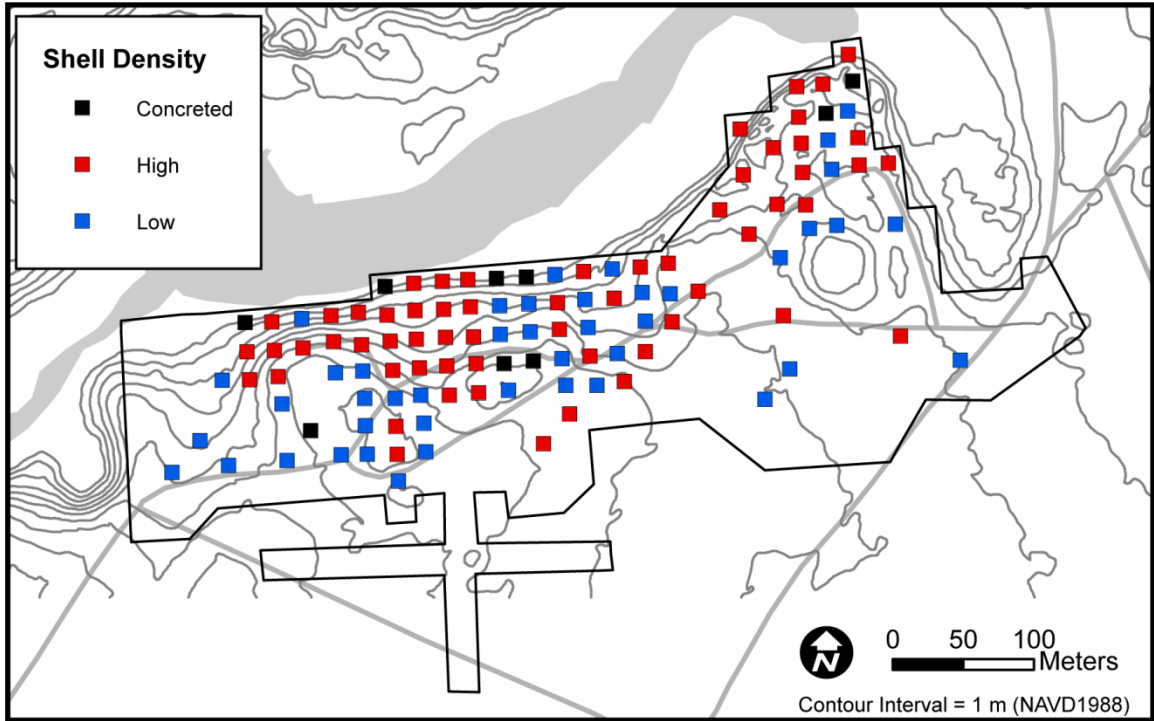 Shell Density
Concreted
High
Low
N
0 50 100
Meters
Contour Interval = 1 m (NAVD1988)